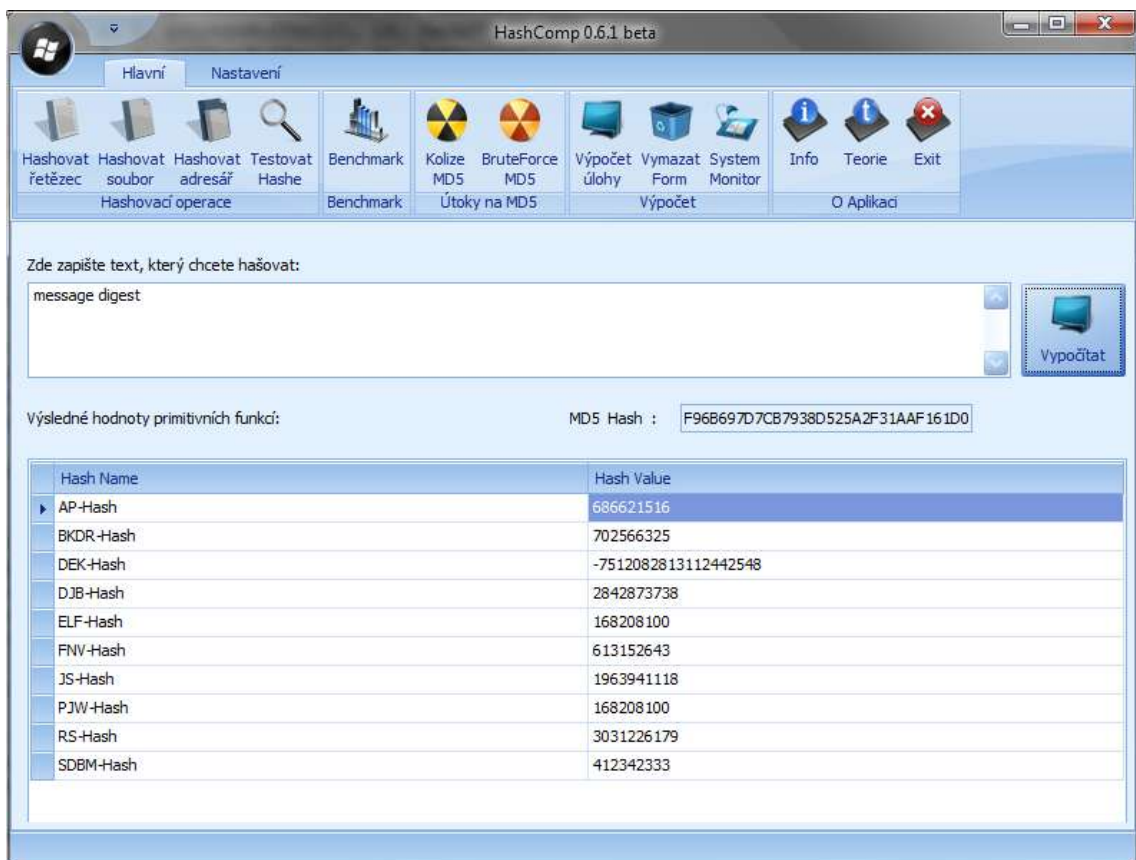 HashComp 0.6.1 beta
Hlavní Nastavení
Hashovat řetězec
Hashovat soubor
Hashovat adresář
Testovat Hashe
Benchmark
Kolize MD5
BruteForce MD5
Výpočet úlohy
Vymazat Form
System Monitor
Info
Teorie
Exit
Hashovací operace Benchmark Útoky na MD5 Výpočet O Aplikaci
Zde zapište text, který chcete hašovat:
message digest
Vypočítat
Výsledné hodnoty primitivních funkcí: MD5 Hash : F96B697D7CB7938D525A2F31AAF161D0
Hash Name Hash Value
AP-Hash 686621516
BKDR-Hash 702566325
DEK-Hash -7512082813112442548
DJB-Hash 2842873738
ELF-Hash 168208100
FNV-Hash 613152643
JS-Hash 1963941118
PJW-Hash 168208100
RS-Hash 3031226179
SDBM-Hash 412342333